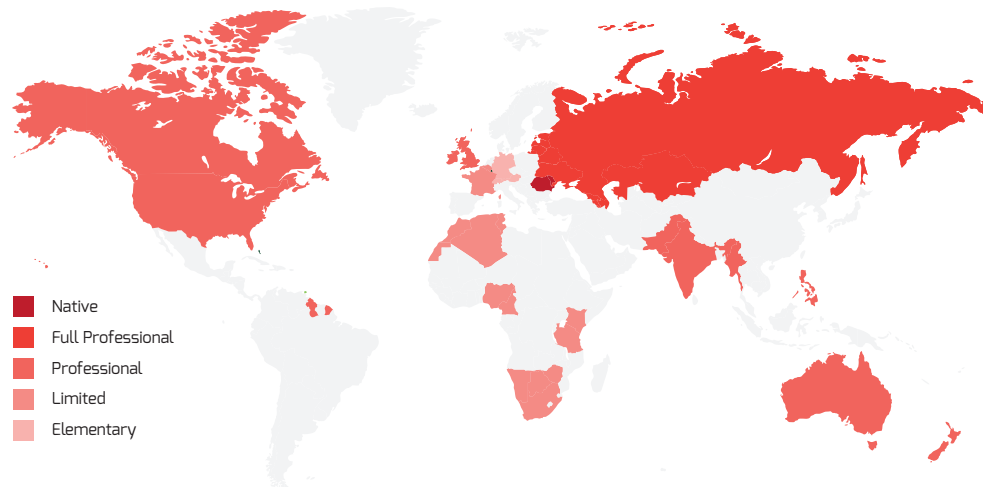 Native
Full Professional
Professional
Limited
Elementary